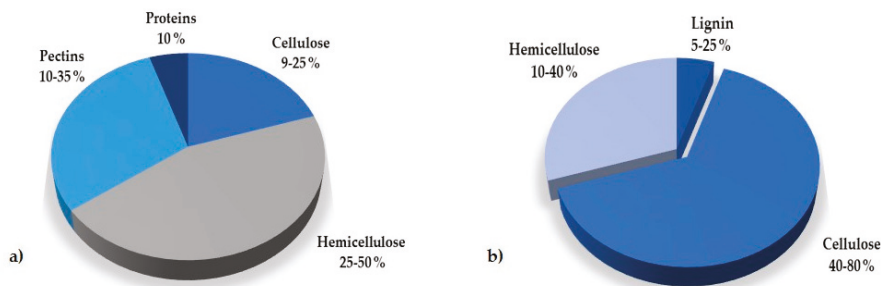 Proteins
10 %
Cellulose
9-25%
Pectins
10-35%
Hemicellulose
25-50%
a)
Lignin
5-25%
Hemicellulose
10-40%
Cellulose
40-80%
b)